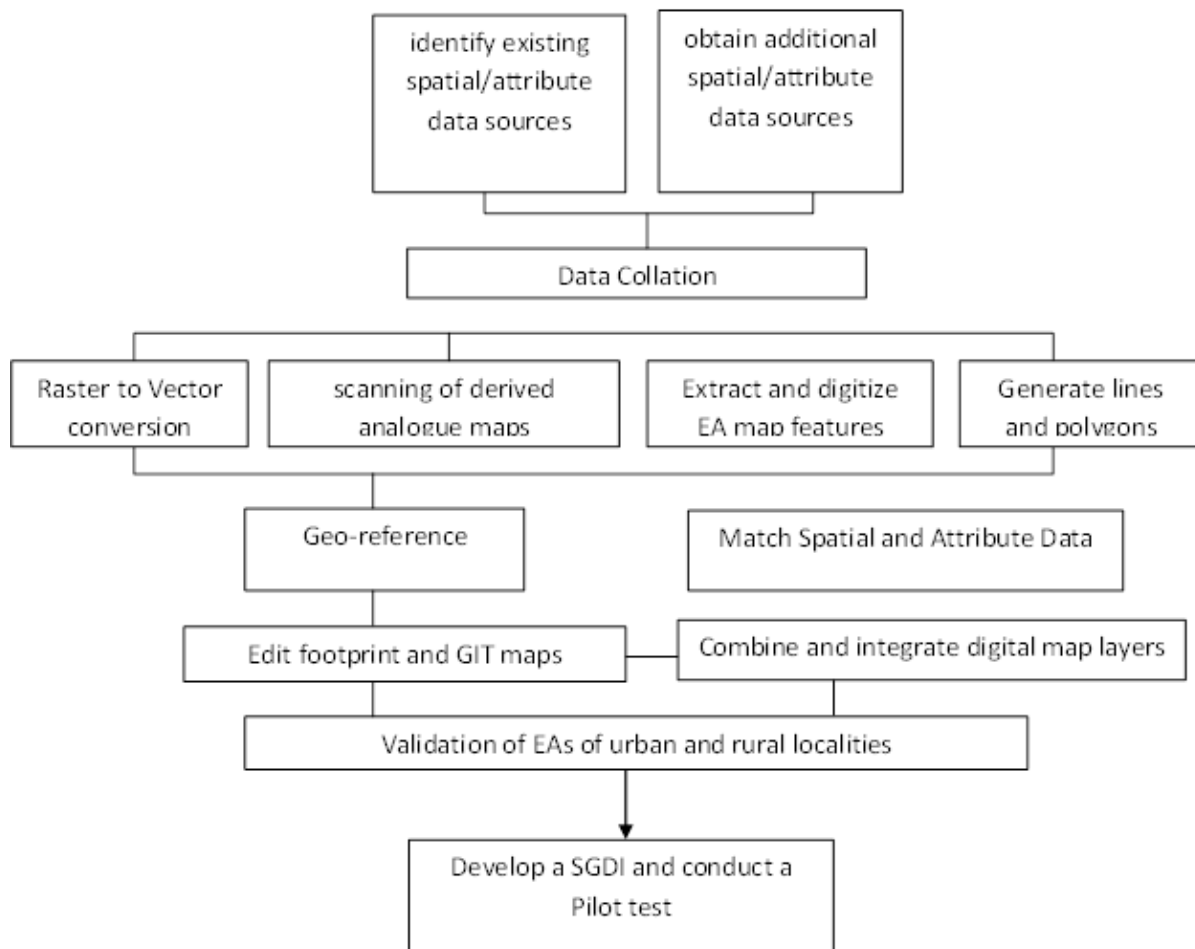 identify existing
spatial/attribute
data sources
obtain additional
spatial/attribute
data sources
Data Collation
Raster to Vector
conversion
scanning of derived
analogue maps
Extract and digitize
EA map features
Generate lines
and polygons
Geo-reference
Match Spatial and Attribute Data
Edit footprint and GIT maps
Combine and integrate digital map layers
Validation of EAs of urban and rural localities
Develop a SGDI and conduct a
Pilot test